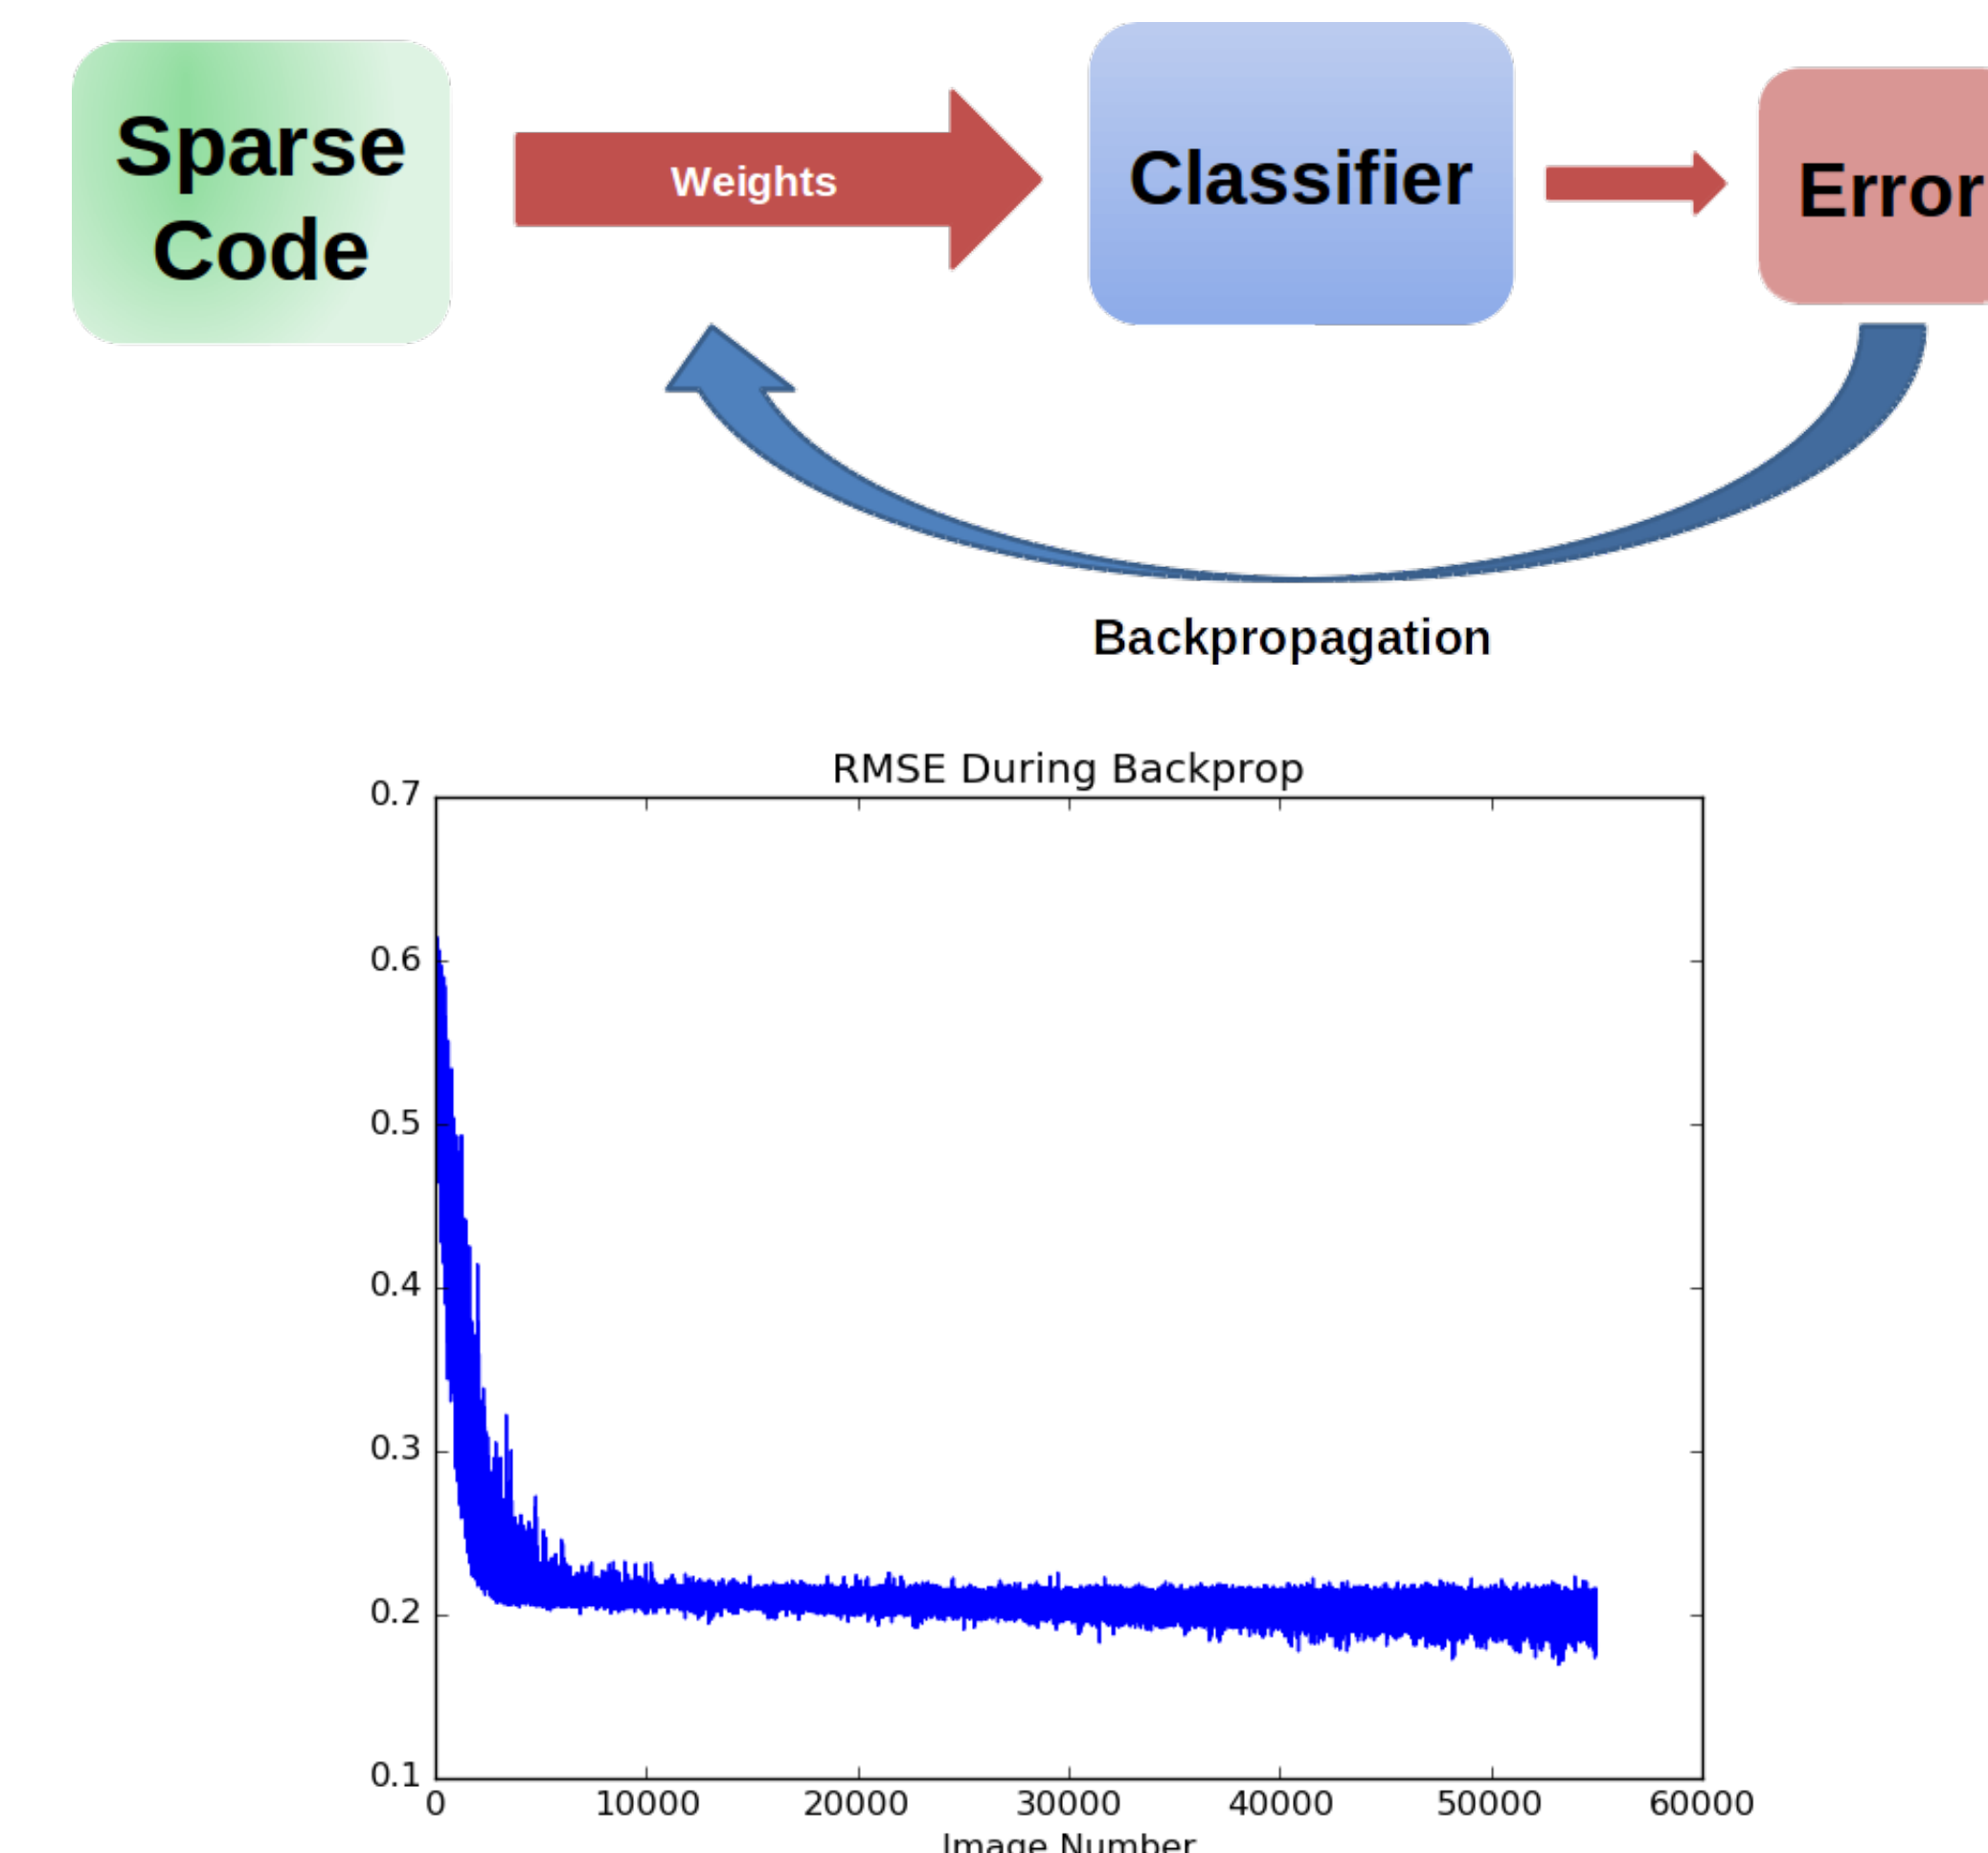 Sparse
Code
Weights
Classifier
Error
Backpropagation
RMSE During Backprop
0.7
0.6
0.5
0.4
0.3
0.2
0.1
0 10000 20000 30000 40000 50000 60000
Image Number